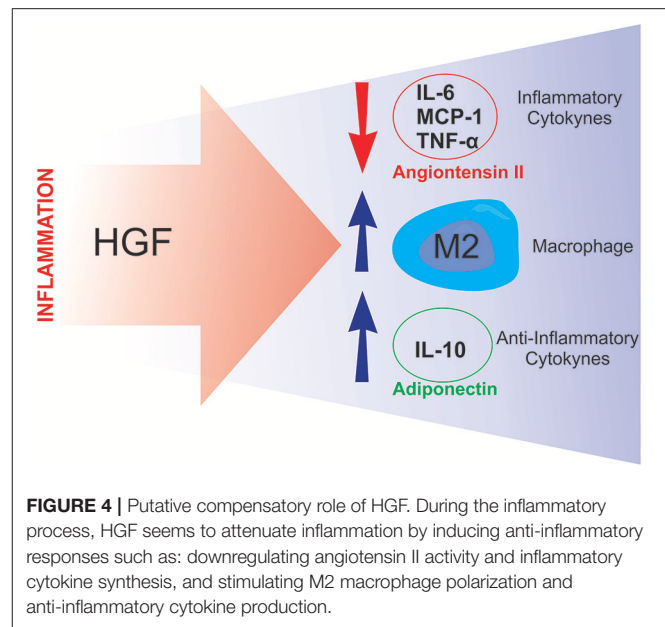 INFLAMMATION
HGF
IL-6
MCP-1
TNF-α
Angiontensin II
Inflammatory
Cytokynes
M2
Macrophage
IL-10
Adiponectin
Anti-Inflammatory
Cytokynes
FIGURE 4 | Putative compensatory role of HGF. During the inflammatory
process, HGF seems to attenuate inflammation by inducing anti-inflammatory
responses such as: downregulating angiotensin II activity and inflammatory
cytokine synthesis, and stimulating M2 macrophage polarization and
anti-inflammatory cytokine production.